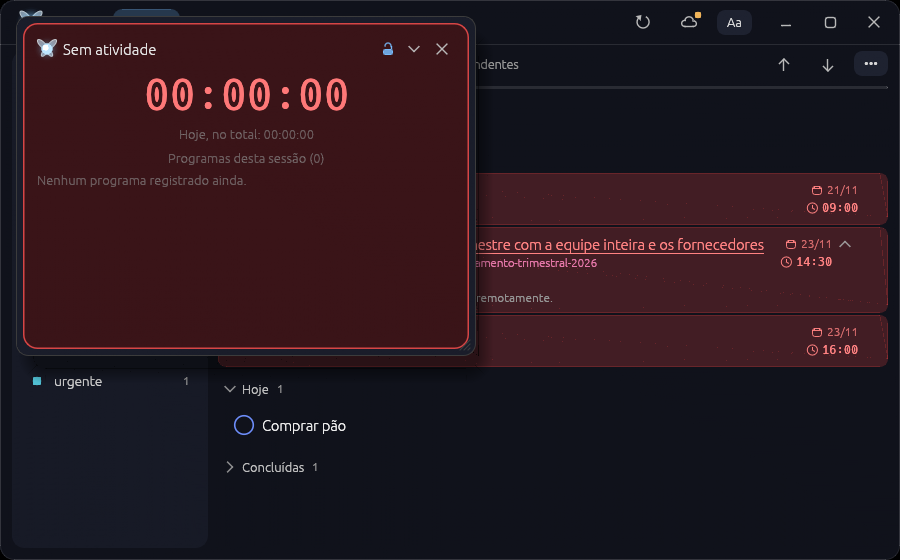 Aa
Sem atividade
00:00:00
Hoje, no total: 00:00:00
Programas desta sessão (0)
Nenhum programa registrado ainda.
ndentes
21/11
09:00
estre com a equipe inteira e os fornecedores
23/11
amento-trimestral-2026
14:30
remotamente.
23/11
16:00
urgente 1
Hoje 1
Comprar pão
Concluídas 1